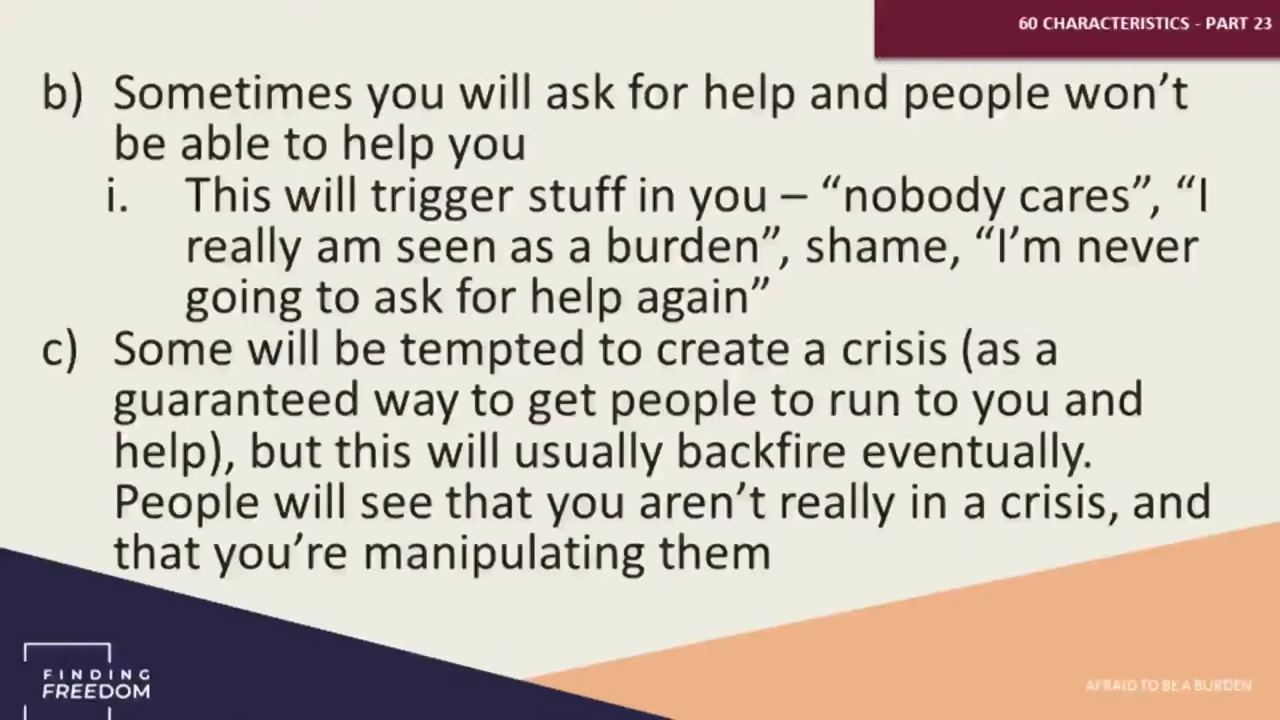 60 CHARACTERISTICS - PART 23
b) Sometimes you will ask for help and people won’t
be able to help you
i. This will trigger stuff in you – “nobody cares”, “I
really am seen as a burden”, shame, “I’m never
going to ask for help again”
c) Some will be tempted to create a crisis (as a
guaranteed way to get people to run to you and
help), but this will usually backfire eventually.
People will see that you aren’t really in a crisis, and
that you’re manipulating them
FINDING
FREEDOM
AFRAID TO BE A BURDEN